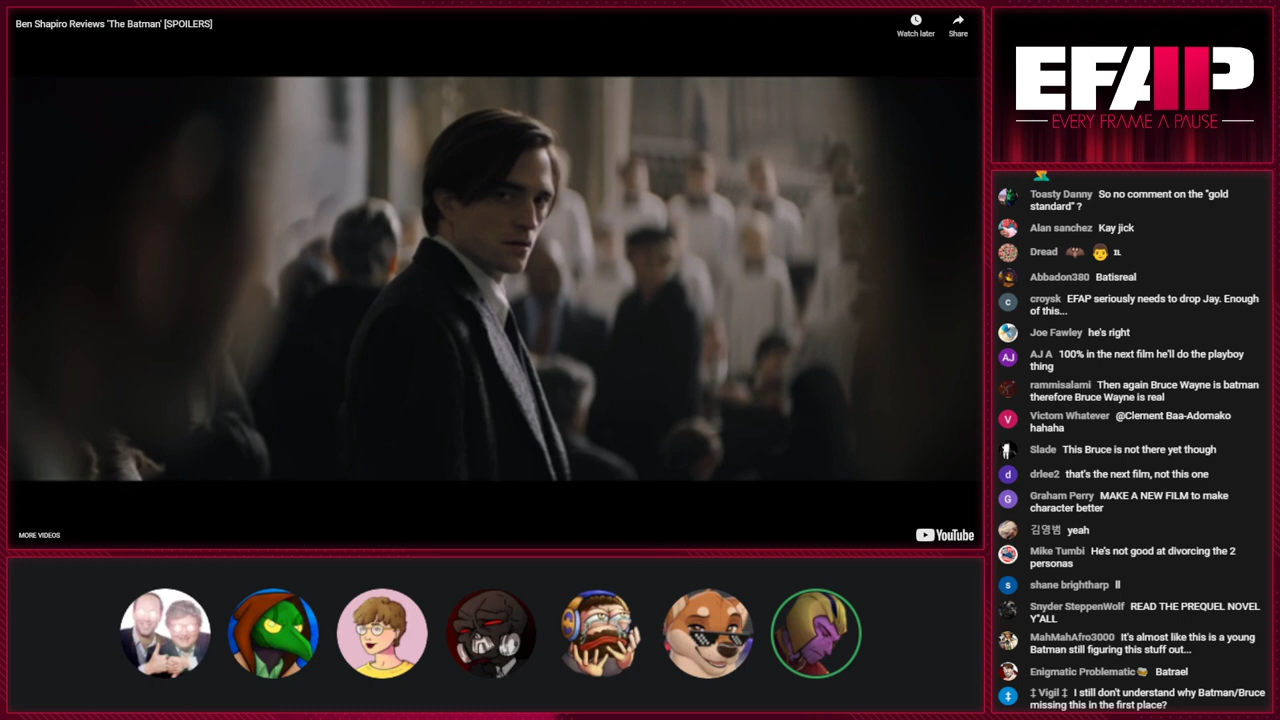 Ben Shapiro Reviews 'The Batman' [SPOILERS]
Watch later
Share
MORE VIDEOS
YouTube
EFAP
EVERY FRAME A PAUSE
Toasty Danny So no comment on the "gold
standard" ?
Alan sanchez Kay jick
Dread
Abbadon380 Batisreal
croysk EFAP seriously needs to drop Jay. Enough
of this...
Joe Fawley he's right
AJ
AJ A 100% in the next film he'll do the playboy
thing
rammisalami Then again Bruce Wayne is batman
therefore Bruce Wayne is real
V
Victom Whatever @Clement Baa-Adomako
hahaha
Slade This Bruce is not there yet though
d
drlee2 that's the next film, not this one
G
Graham Perry MAKE A NEW FILM to make
character better
김영범 yeah
Mike Tumbi He's not good at divorcing the 2
personas
s
shane brightharp ll
Snyder SteppenWolf READ THE PREQUEL NOVEL
Y"ALL
MahMahAfro3000 It's almost like this is a young
Batman still figuring this stuff out...
Enigmatic Problematic Batrael
‡ Vigil ‡ I still don't understand why Batman/Bruce
missing this in the first place?